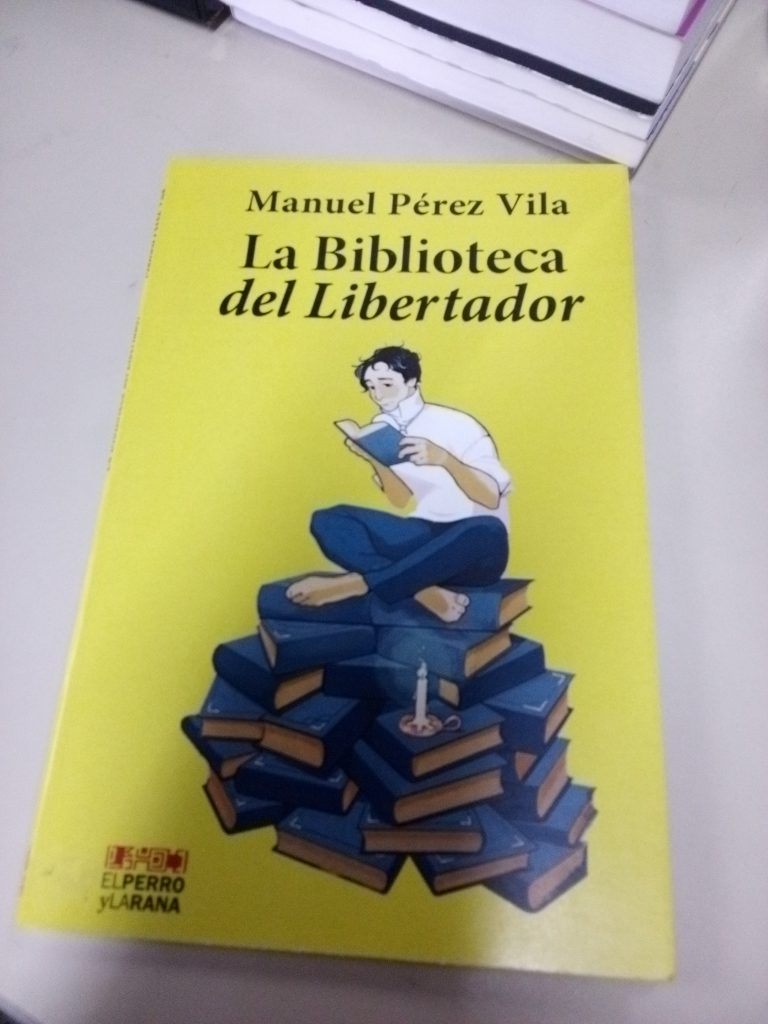 Manuel Pérez Vila
La Biblioteca
del Libertador
EL PERRO
y LA RANA